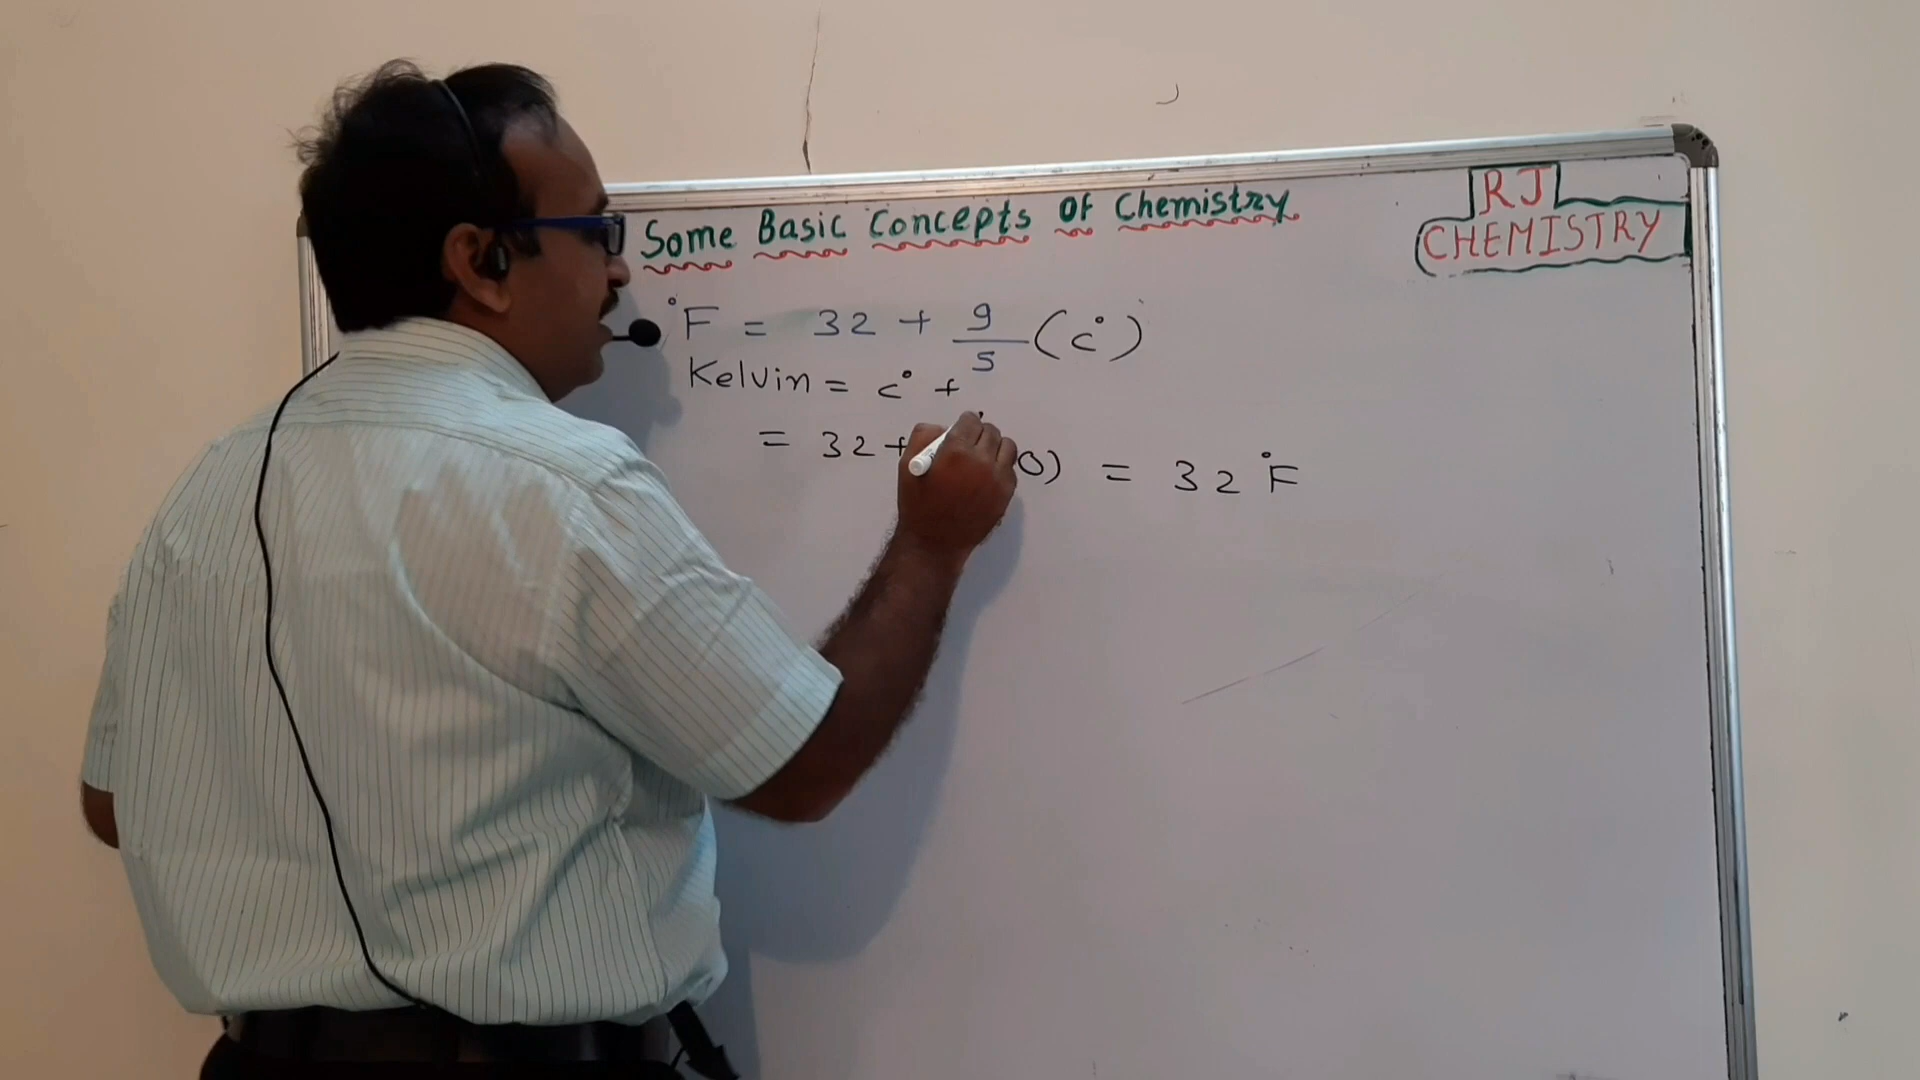 Some Basic Concepts Of Chemistry
RJ
CHEMISTRY
°F = 32 + 9/5 (c°)
Kelvin = c° +
= 32 + 0) = 32 °F